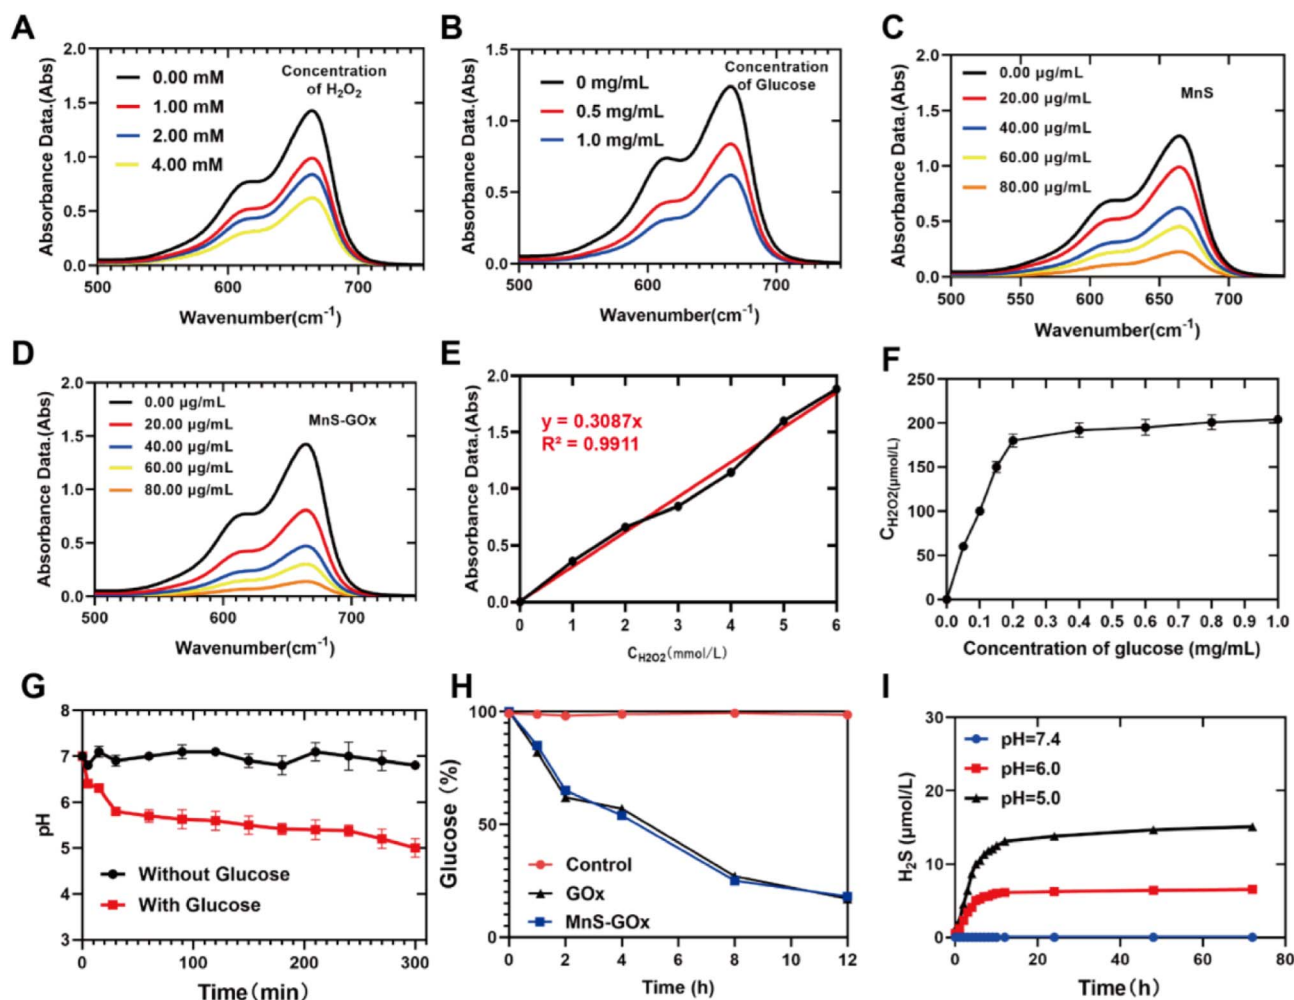 A
2.0
1.5
1.0
0.5
0.0
Absorbance Data.(Abs)
0.00 mM
1.00 mM
2.00 mM
4.00 mM
Concentration
of H₂O₂
500
600
700
Wavenumber(cm⁻¹)
B
1.5
1.0
0.5
0.0
Absorbance Data.(Abs)
0 mg/mL
0.5 mg/mL
1.0 mg/mL
Concentration
of Glucose
500
600
700
Wavenumber(cm⁻¹)
C
2.0
1.5
1.0
0.5
0.0
Absorbance Data.(Abs)
0.00 µg/mL
20.00 µg/mL
40.00 µg/mL
60.00 µg/mL
80.00 µg/mL
MnS
500
550
600
650
700
Wavenumber(cm⁻¹)
D
2.0
1.5
1.0
0.5
0.0
Absorbance Data.(Abs)
0.00 µg/mL
20.00 µg/mL
40.00 µg/mL
60.00 µg/mL
80.00 µg/mL
MnS-GOx
500
600
700
Wavenumber(cm⁻¹)
E
2.0
1.5
1.0
0.5
0.0
Absorbance Data.(Abs)
y = 0.3087x
R² = 0.9911
0
1
2
3
4
5
6
C_H2O2(mmol/L)
F
250
200
150
100
50
0
C_H2O2(µmol/L)
0.0
0.1
0.2
0.3
0.4
0.5
0.6
0.7
0.8
0.9
1.0
Concentration of glucose (mg/mL)
G
8
7
6
5
4
3
pH
Without Glucose
With Glucose
0
100
200
300
Time(min)
H
100
50
0
Glucose (%)
Control
GOx
MnS-GOx
0
2
4
6
8
10
12
Time (h)
I
30
20
10
0
H₂S (µmol/L)
pH=7.4
pH=6.0
pH=5.0
0
20
40
60
80
Time(h)